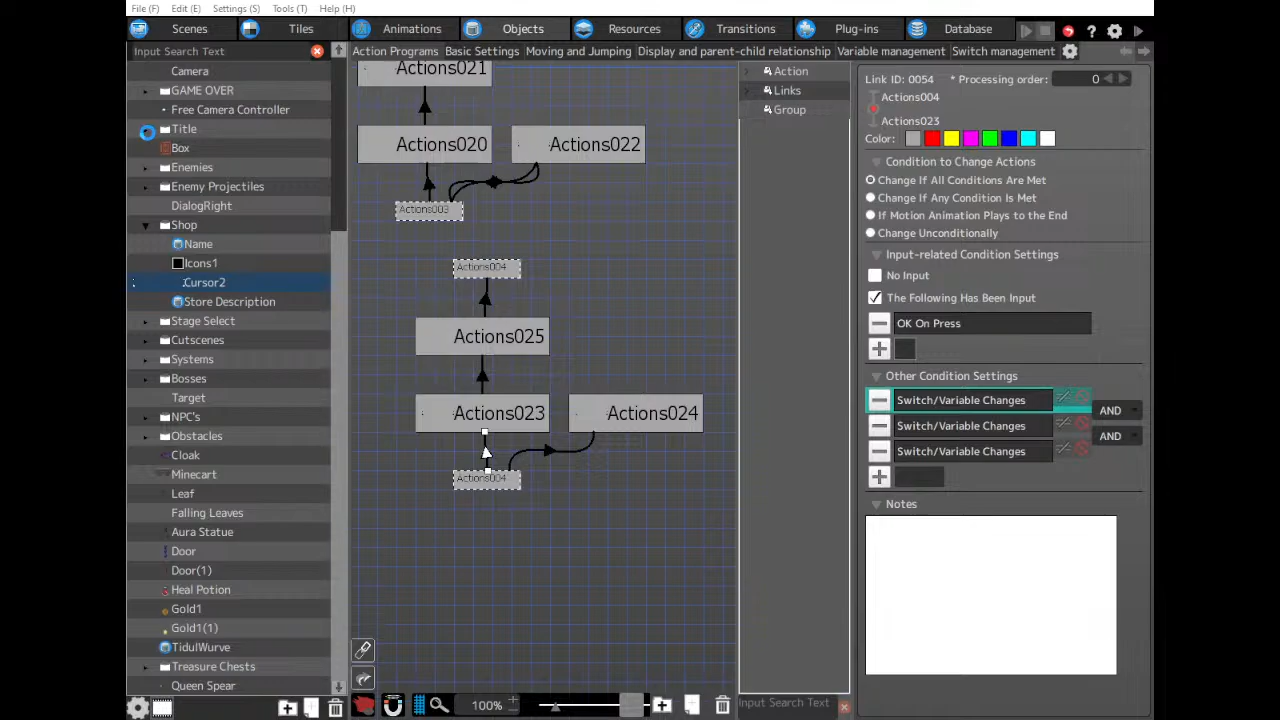 File (F) Edit (E) Settings (S) Tools (T) Help (H)
Scenes Tiles Animations Objects Resources Transitions Plug-ins Database
Input Search Text
Action Programs Basic Settings Moving and Jumping Display and parent-child relationship Variable management Switch management
Camera
GAME OVER
Free Camera Controller
Title
Box
Enemies
Enemy Projectiles
DialogRight
Shop
Name
Icons1
Cursor2
Store Description
Stage Select
Cutscenes
Systems
Bosses
Target
NPC's
Obstacles
Cloak
Minecart
Leaf
Falling Leaves
Aura Statue
Door
Door(1)
Heal Potion
Gold1
Gold1(1)
TidulWurve
Treasure Chests
Queen Spear
Actions021
Actions020
Actions022
Actions003
Actions004
Actions025
Actions023
Actions024
Actions004
100%
Action
Links
Group
Input Search Text
Link ID: 0054 * Processing order: 0
Actions004
Actions023
Color:
Condition to Change Actions
Change If All Conditions Are Met
Change If Any Condition Is Met
If Motion Animation Plays to the End
Change Unconditionally
Input-related Condition Settings
No Input
The Following Has Been Input
OK On Press
Other Condition Settings
Switch/Variable Changes
AND
Switch/Variable Changes
AND
Switch/Variable Changes
Notes